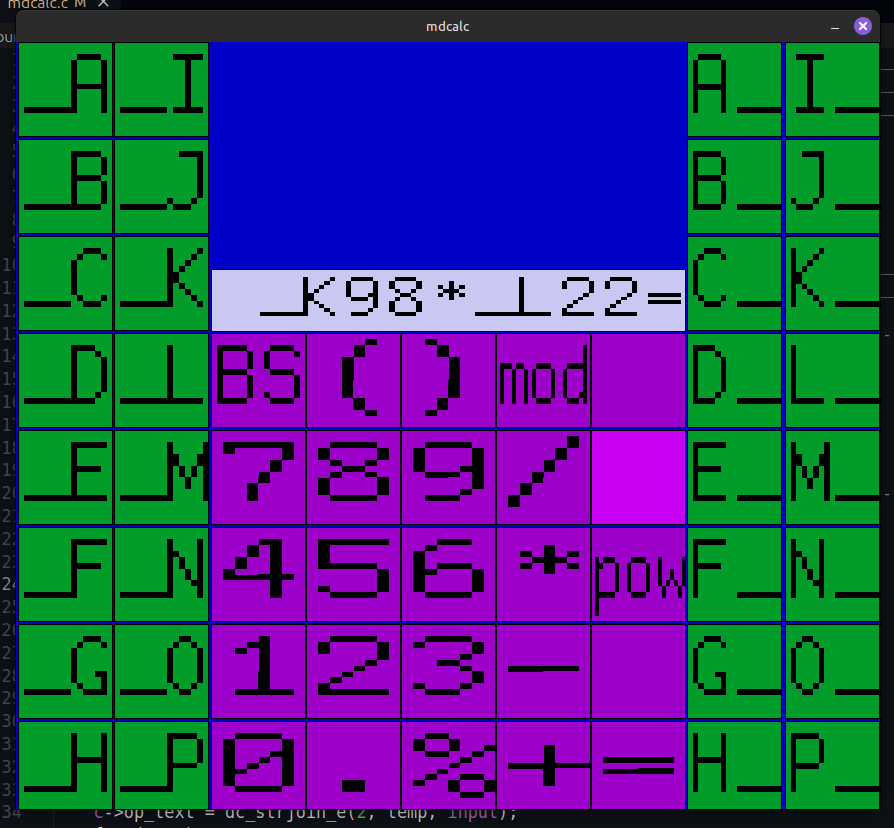 mdcalc.c M ×
mdcalc
_A _I A_ I_
_B _J B_ J_
_C _K C_ K_
_K98*_L22=
_D _L BS ( ) mod D_ L_
_E _M 7 8 9 / E_ M_
_F _N 4 5 6 * pow F_ N_
_G _O 1 2 3 - G_ O_
_H _P 0 . % + = H_ P_
34 c->op_text = dc_strjoin_e(2, temp, input);